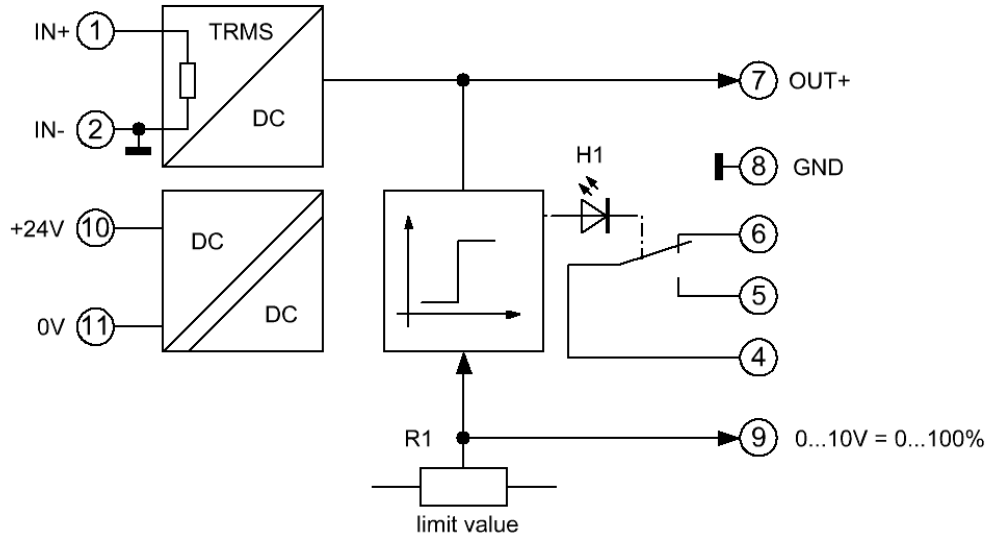 IN+ 1
TRMS
DC
IN- 2
7 OUT+
H1
8 GND
+24V 10
DC
DC
0V 11
6
5
4
R1
9 0...10V = 0...100%
limit value